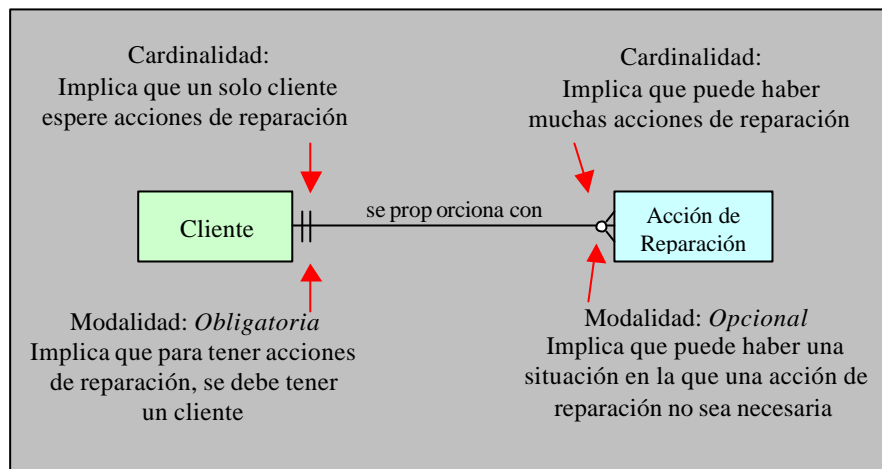 Cardinalidad:
Implica que un solo cliente
espere acciones de reparación
Cardinalidad:
Implica que puede haber
muchas acciones de reparación
Cliente
se prop orciona con
Acción de
Reparación
Modalidad: Obligatoria
Implica que para tener acciones
de reparación, se debe tener
un cliente
Modalidad: Opcional
Implica que puede haber una
situación en la que una acción de
reparación no sea necesaria